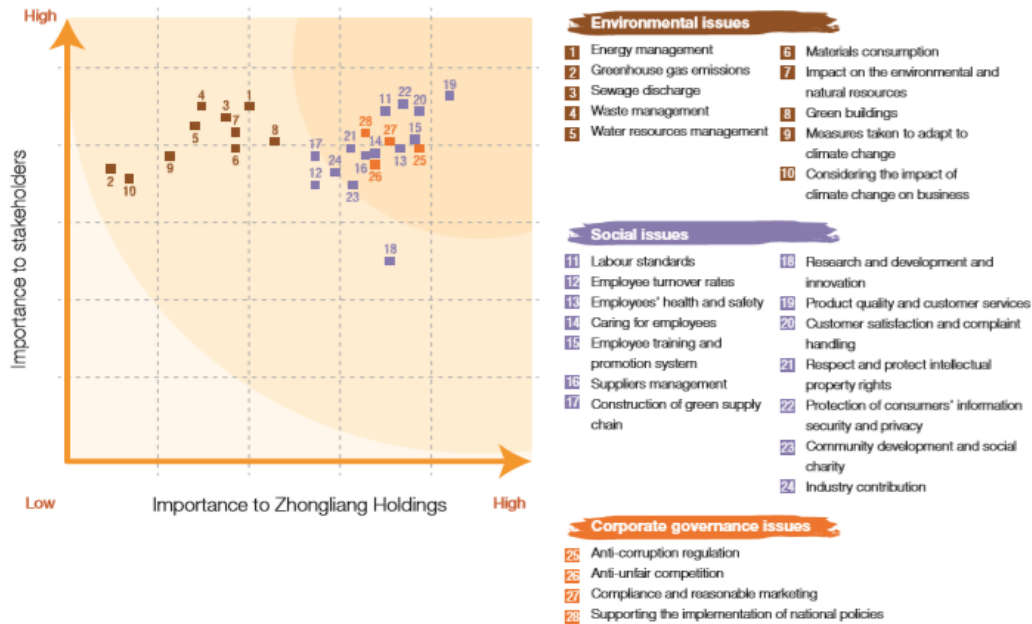 High
Importance to stakeholders
4
1
3
7
5
6
8
9
2
10
19
22
11
20
28
27
15
21
14
17
16
13
25
24
12
26
23
18
Low
Importance to Zhongliang Holdings
High
Environmental issues
1 Energy management
2 Greenhouse gas emissions
3 Sewage discharge
4 Waste management
5 Water resources management
6 Materials consumption
7 Impact on the environmental and
natural resources
8 Green buildings
9 Measures taken to adapt to
climate change
10 Considering the impact of
climate change on business
Social issues
11 Labour standards
12 Employee turnover rates
13 Employees' health and safety
14 Caring for employees
15 Employee training and
promotion system
16 Suppliers management
17 Construction of green supply
chain
18 Research and development and
innovation
19 Product quality and customer services
20 Customer satisfaction and complaint
handling
21 Respect and protect intellectual
property rights
22 Protection of consumers' information
security and privacy
23 Community development and social
charity
24 Industry contribution
Corporate governance issues
25 Anti-corruption regulation
26 Anti-unfair competition
27 Compliance and reasonable marketing
28 Supporting the implementation of national policies